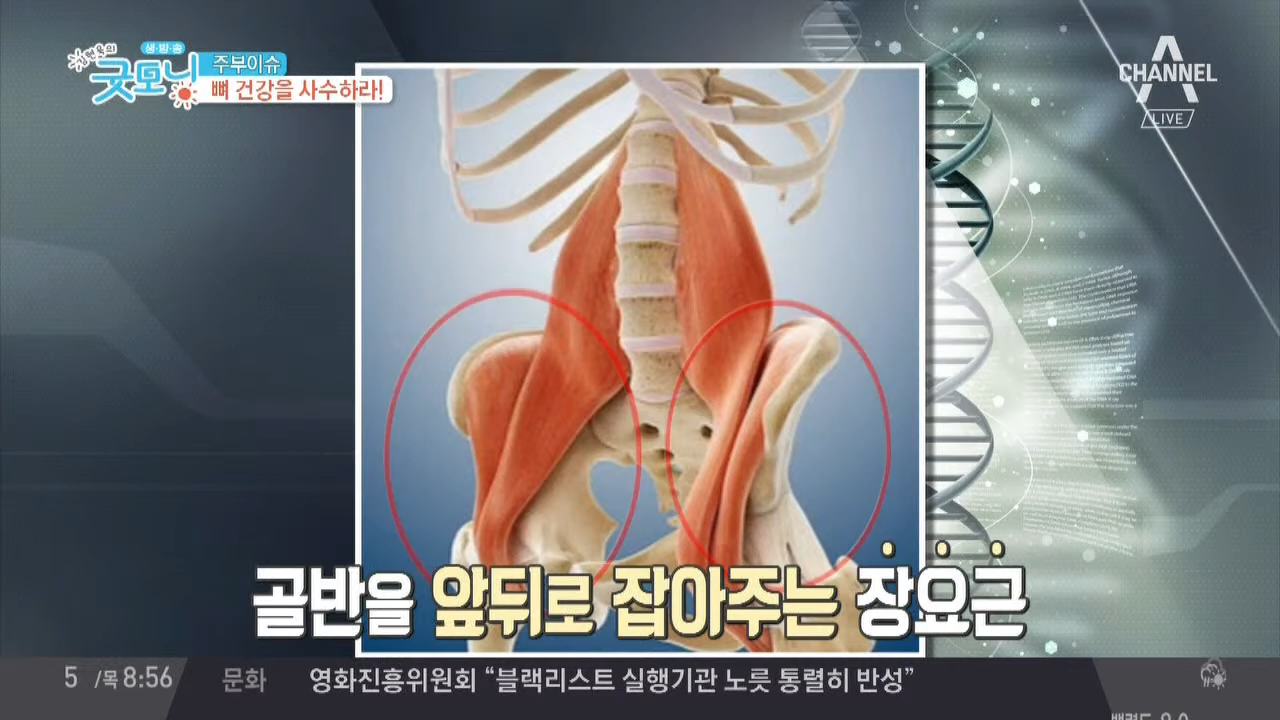 생·방·송
굿모닝
주부이슈
뼈 건강을 사수하라!
CHANNEL A
LIVE
골반을 앞뒤로 잡아주는 장요근
5 /목 8:56
문화
영화진흥위원회 “블랙리스트 실행기관 노릇 통렬히 반성”